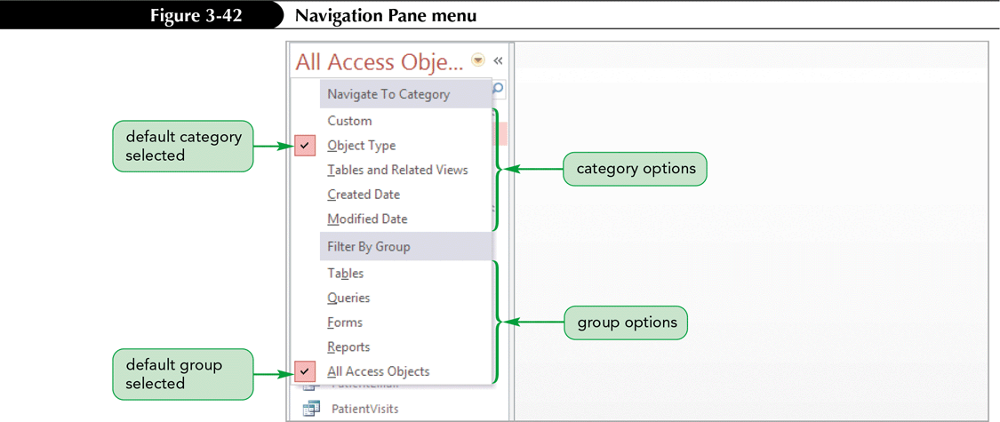 Figure 3-42 Navigation Pane menu
All Access Obje...
Navigate To Category
Custom
default category
selected
Object Type
Tables and Related Views
category options
Created Date
Modified Date
Filter By Group
Tables
Queries
Forms
group options
Reports
default group
selected
All Access Objects
PatientEmail
PatientVisits